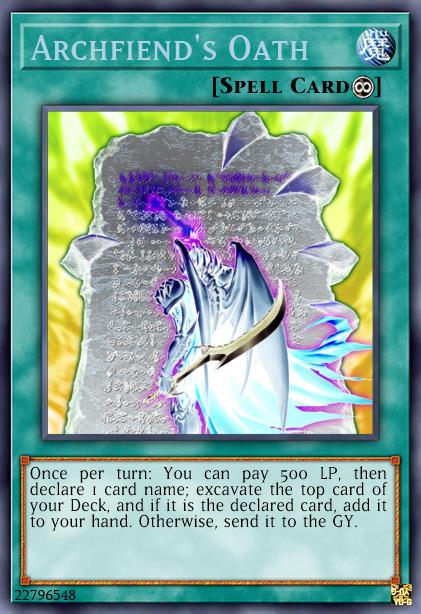 Archfiend's Oath
[Spell Card]
Once per turn: You can pay 500 LP, then
declare 1 card name; excavate the top card of
your Deck, and if it is the declared card, add it
to your hand. Otherwise, send it to the GY.
22796548